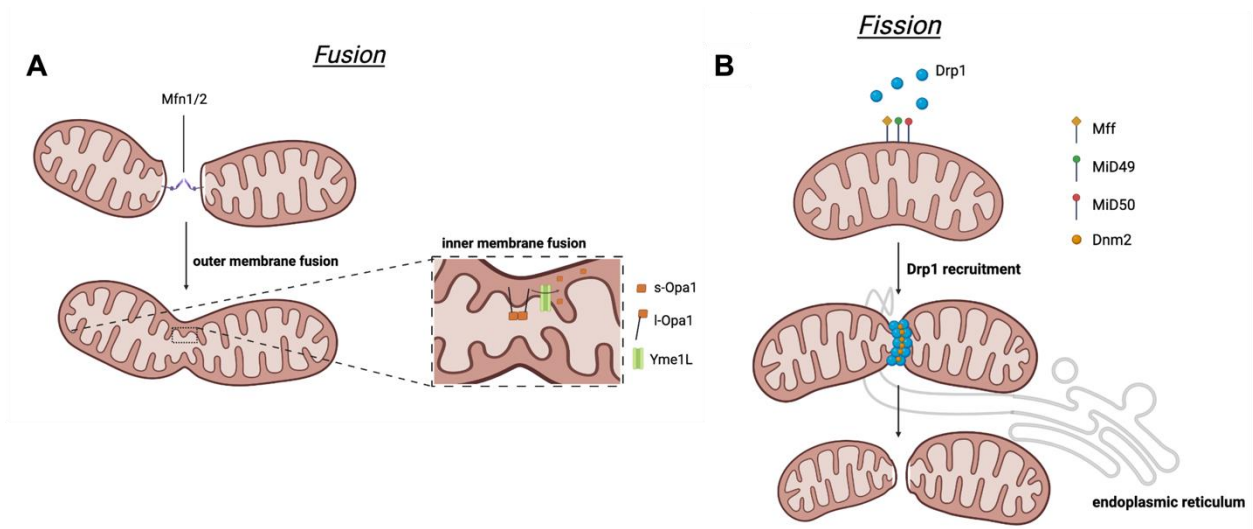 A
Fusion
Mfn1/2
outer membrane fusion
inner membrane fusion
s-Opa1
l-Opa1
Yme1L
B
Fission
Drp1
Mff
MiD49
MiD50
Dnm2
Drp1 recruitment
endoplasmic reticulum